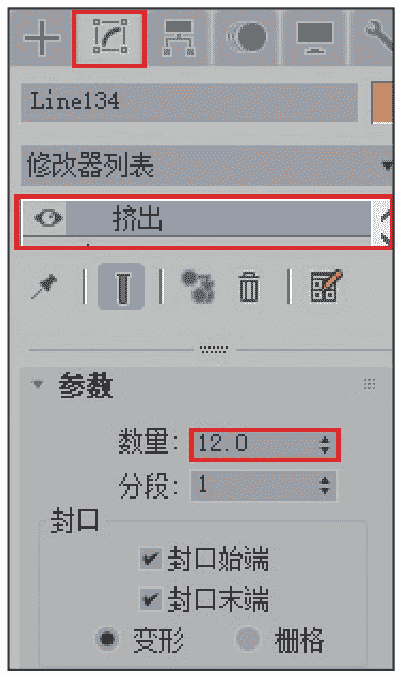 Line134
修改器列表
挤出
参数
数量: 12.0
分段: 1
封口
封口始端
封口末端
变形 栅格